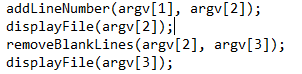 addLineNumber(argv[1], argv[2]);
displayFile(argv[2]);
removeBlankLines(argv[2], argv[3]);
displayFile(argv[3]);